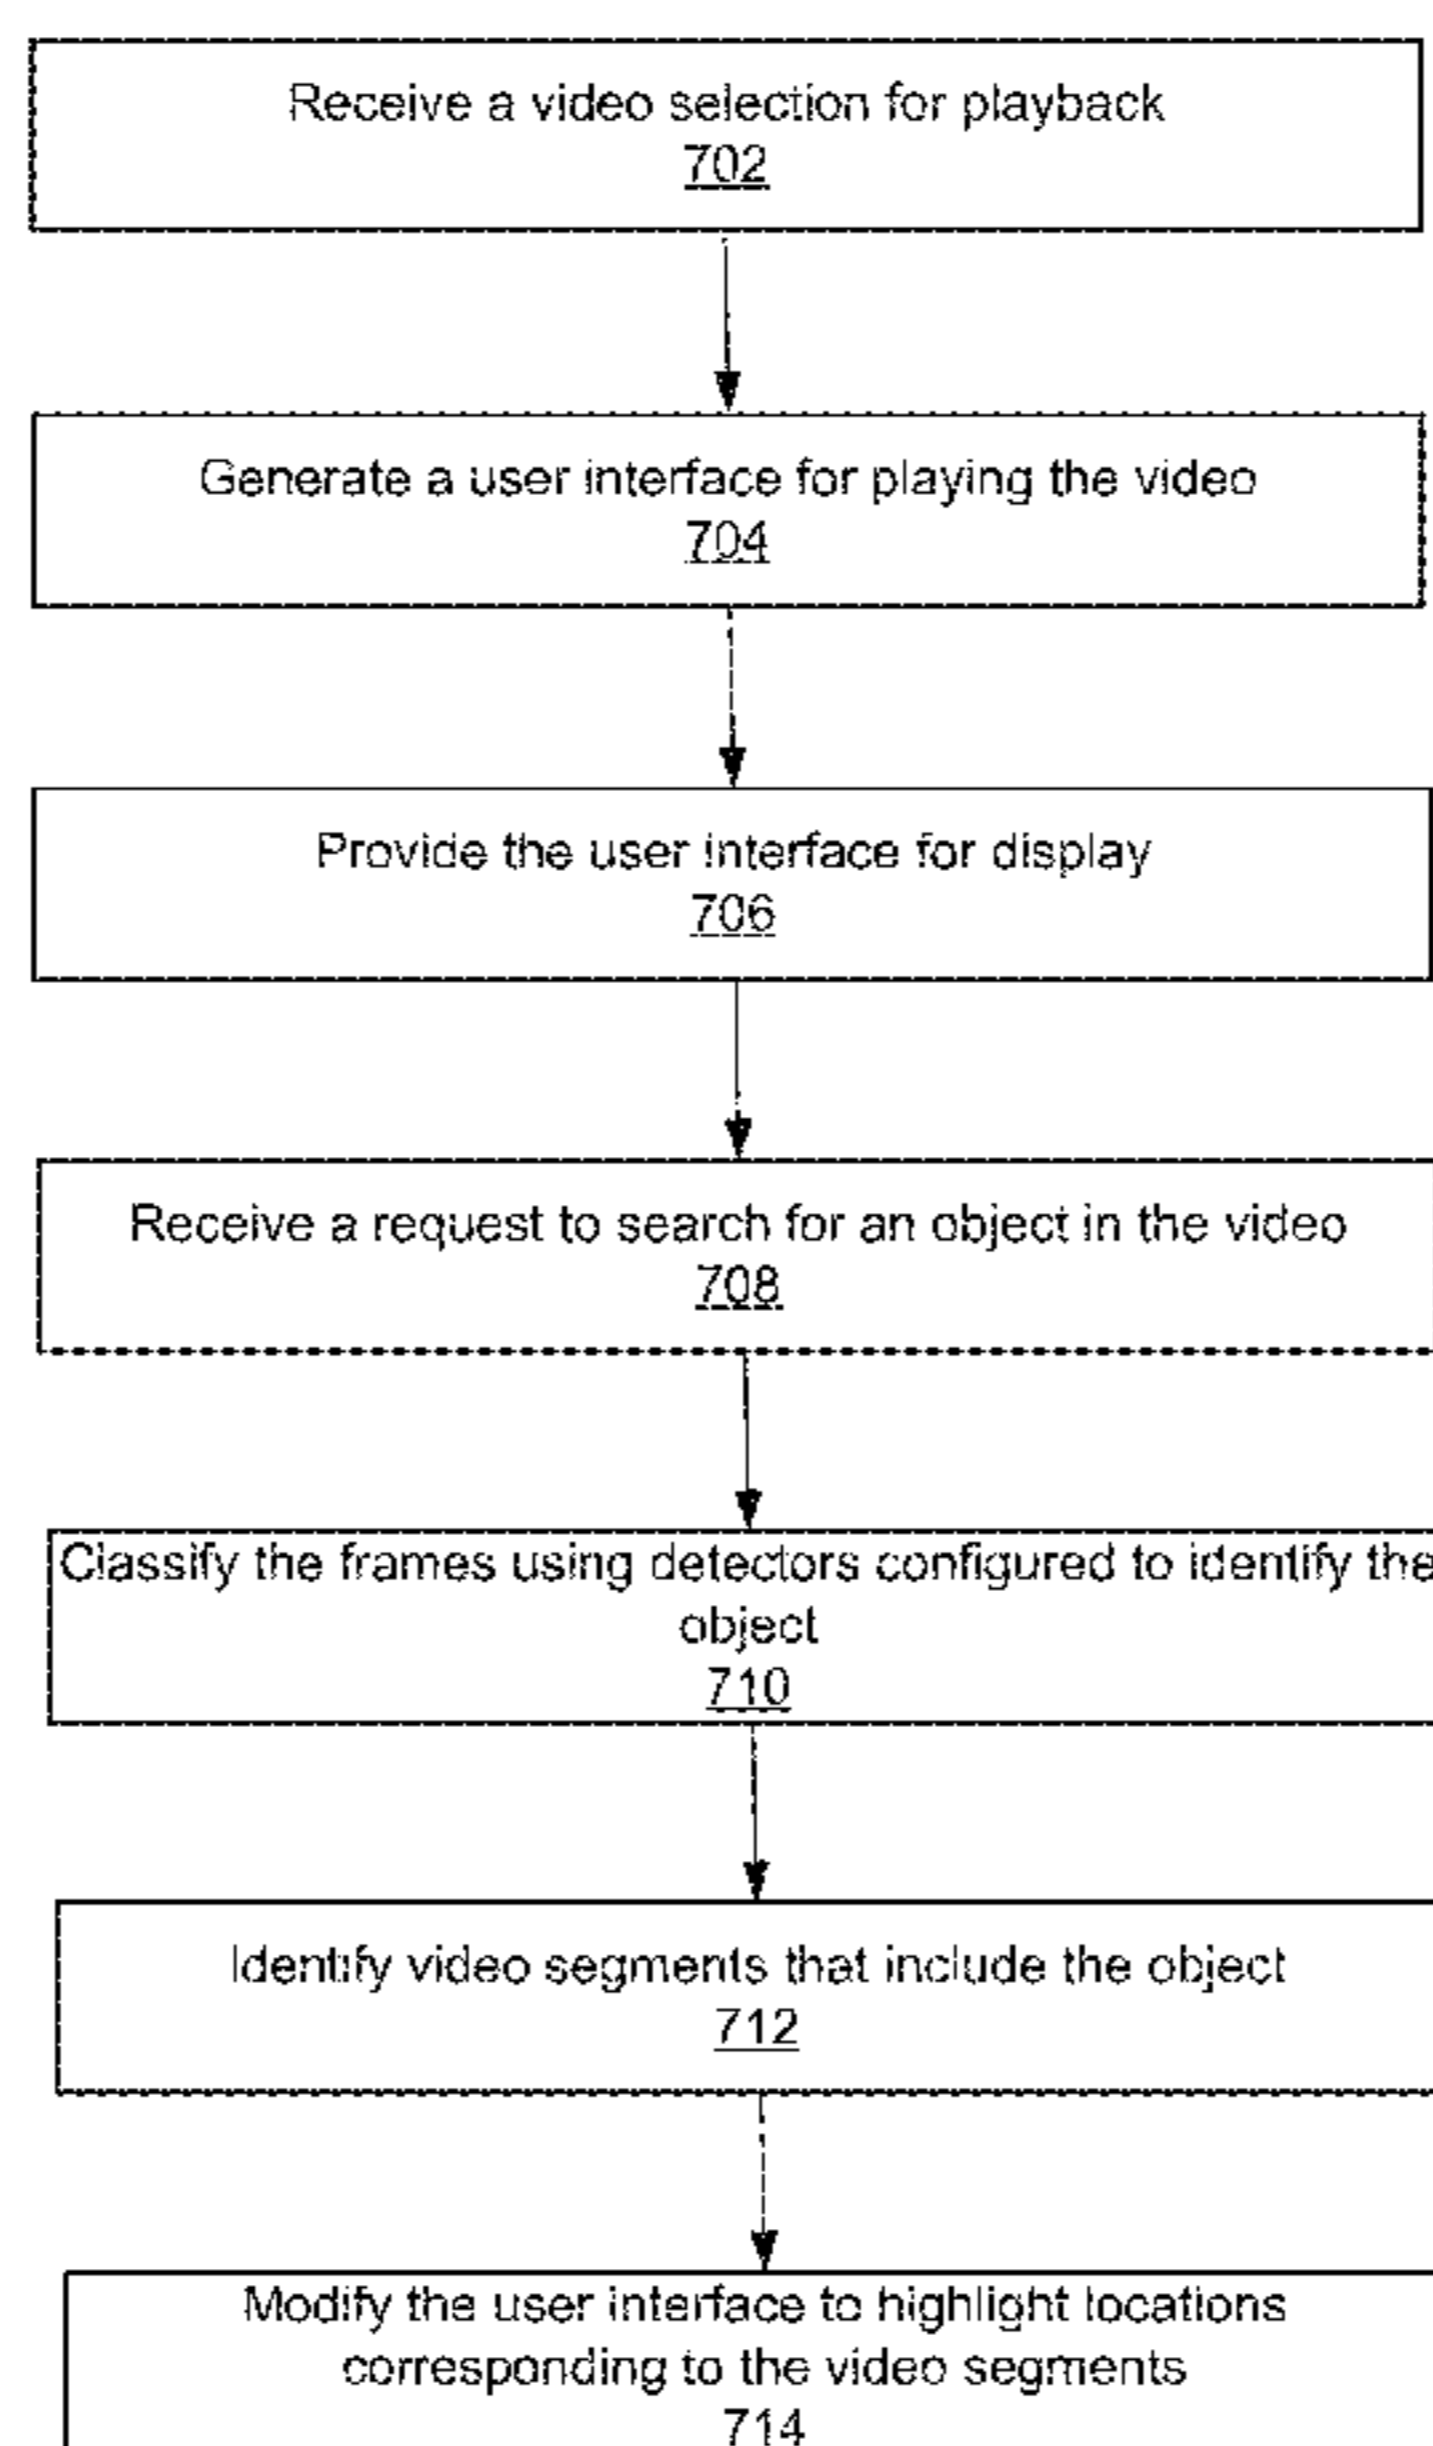 Receive a video selection for playback
702
Generate a user interface for playing the video
704
Provide the user interface for display
706
Receive a request to search for an object in the video
708
Classify the frames using detectors configured to identify the
object
710
Identify video segments that include the object
712
Modify the user interface to highlight locations
corresponding to the video segments
714